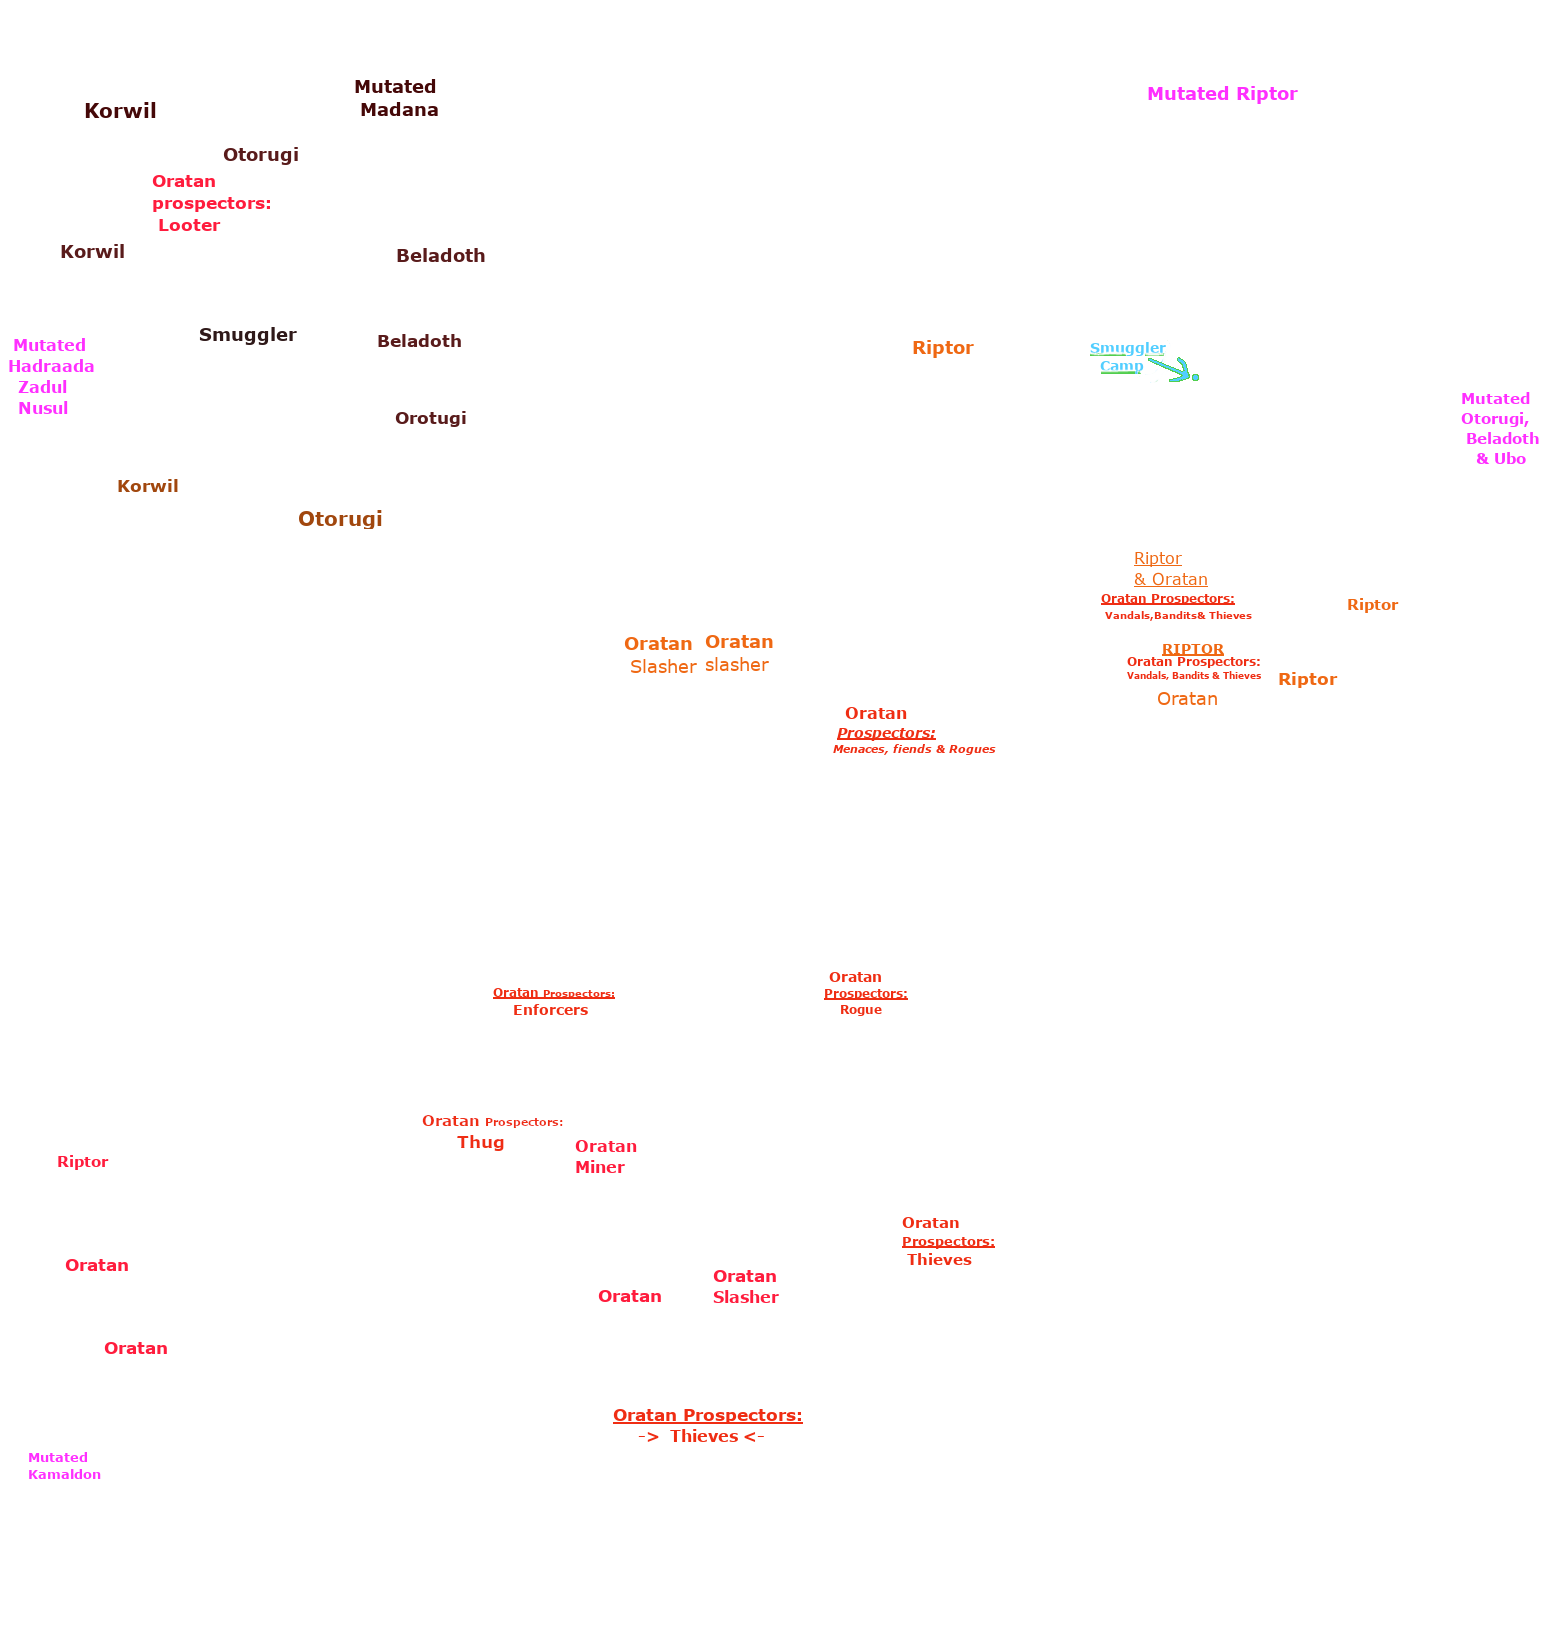 Mutated
Madana
Mutated Riptor
Korwil
Otorugi
Oratan
prospectors:
Looter
Korwil
Beladoth
Smuggler
Beladoth
Mutated
Hadraada
Zadul
Nusul
Riptor
Smuggler
Camp
Mutated
Otorugi,
Beladoth
& Ubo
Orotugi
Korwil
Otorugi
Riptor
& Oratan
Oratan Prospectors:
Vandals,Bandits& Thieves
Riptor
Oratan
Slasher
Oratan
slasher
RIPTOR
Oratan Prospectors:
Vandals, Bandits & Thieves
Oratan
Riptor
Oratan
Prospectors:
Menaces, fiends & Rogues
Oratan Prospectors:
Enforcers
Oratan
Prospectors:
Rogue
Oratan Prospectors:
Thug
Oratan
Miner
Riptor
Oratan
Prospectors:
Thieves
Oratan
Oratan
Oratan
Slasher
Oratan
Oratan Prospectors:
-> Thieves <-
Mutated
Kamaldon